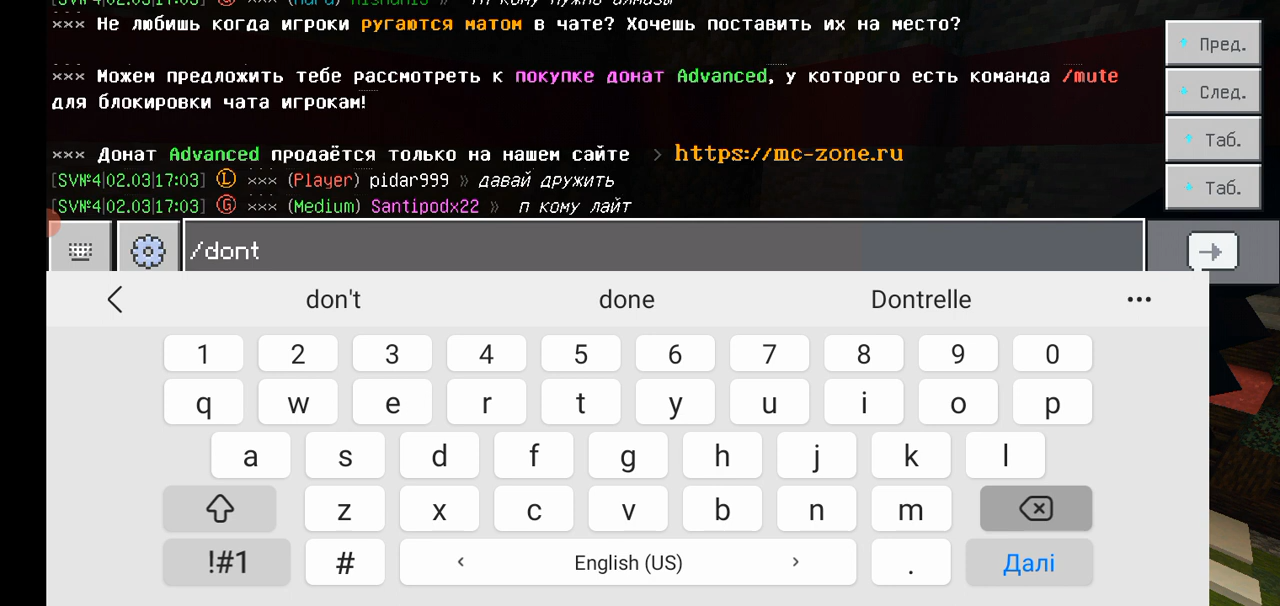 ××× Не любишь когда игроки ругаются матом в чате? Хочешь поставить их на место?
××× Можем предложить тебе рассмотреть к покупке донат Advanced, у которого есть команда /mute
для блокировки чата игрокам!
××× Донат Advanced продаётся только на нашем сайте > https://mc-zone.ru
[SV№4|02.03|17:03] Ⓛ ××× (Player) pidar999 » давай дружить
[SV№4|02.03|17:03] Ⓖ ××× (Medium) Santipodx22 » п кому лайт
Пред.
След.
Таб.
Таб.
/dont
don't done Dontrelle
1 2 3 4 5 6 7 8 9 0
q w e r t y u i o p
a s d f g h j k l
z x c v b n m
!#1 # < English (US) > . Далі